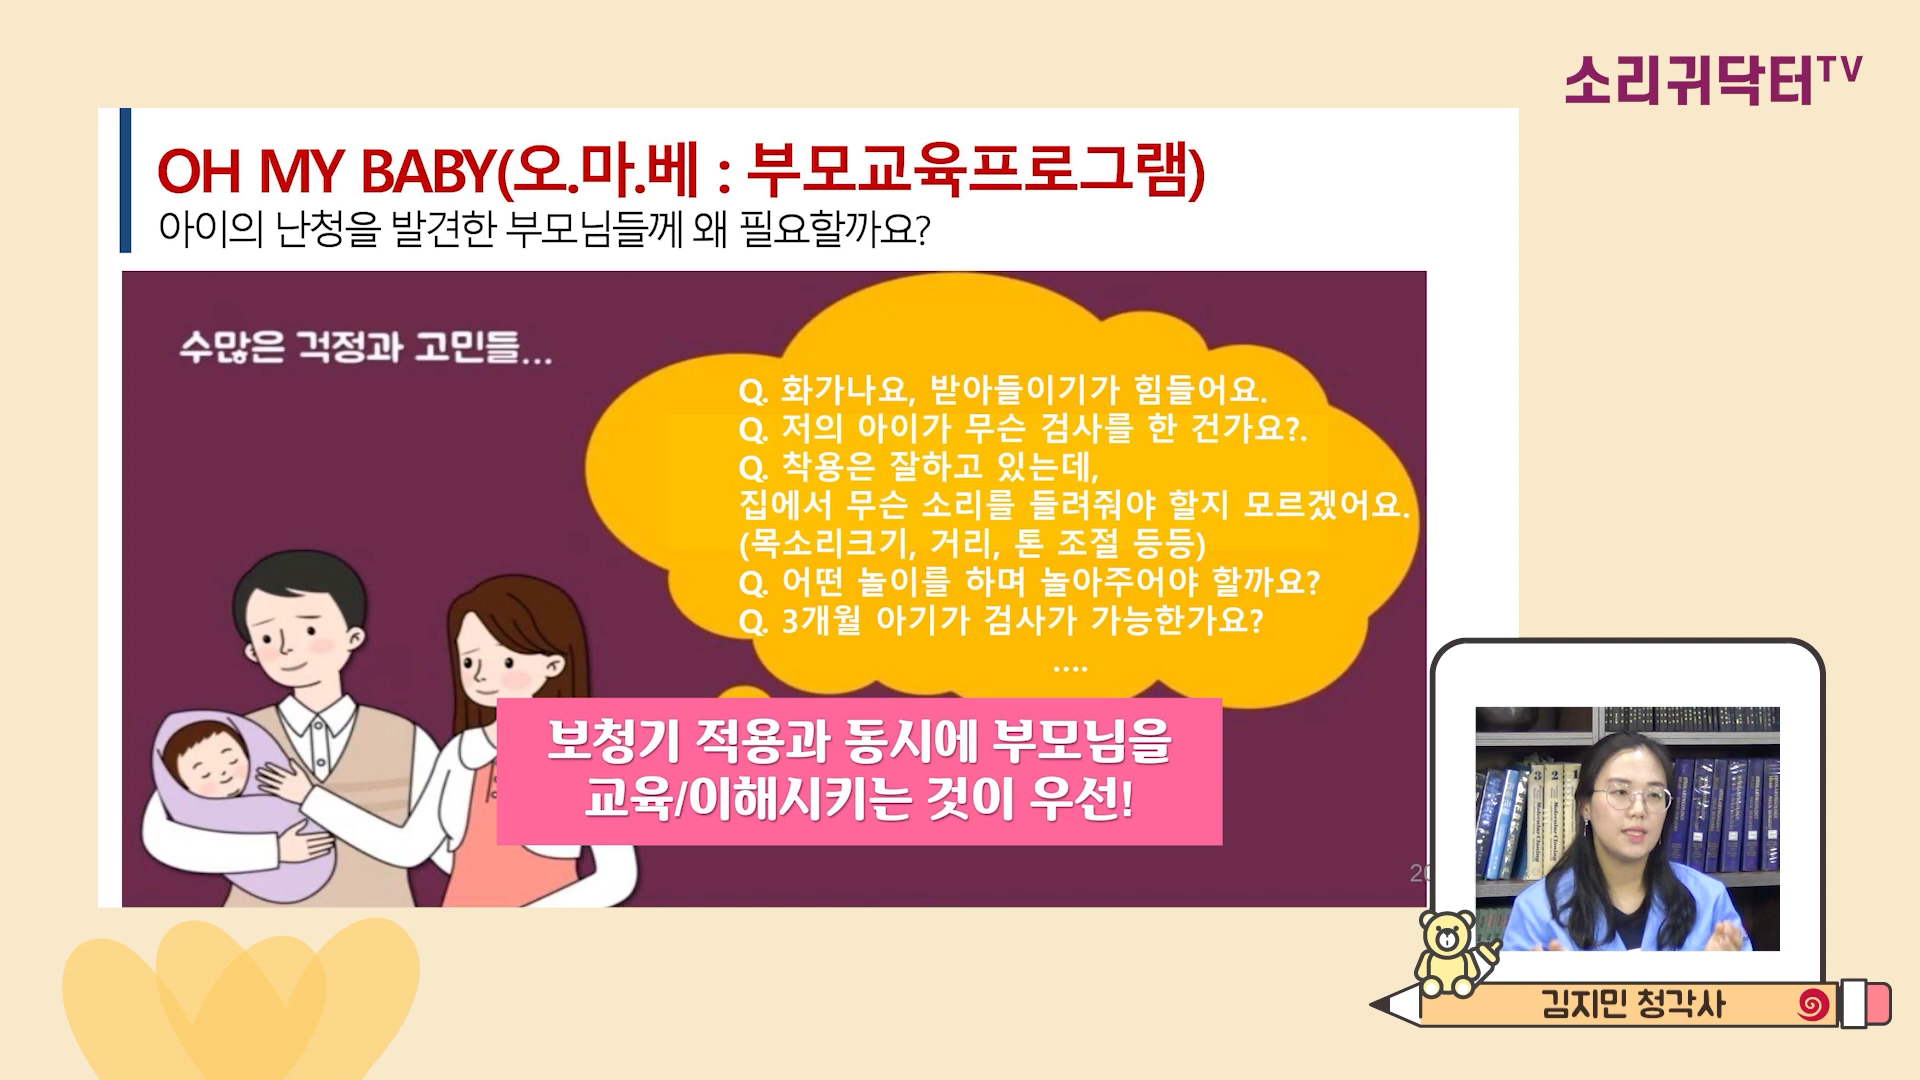 소리귀닥터TV
OH MY BABY(오.마.베 : 부모교육프로그램)
아이의 난청을 발견한 부모님들께 왜 필요할까요?
수많은 걱정과 고민들...
Q. 화가나요, 받아들이기가 힘들어요.
Q. 저의 아이가 무슨 검사를 한 건가요?.
Q. 착용은 잘하고 있는데,
집에서 무슨 소리를 들려줘야 할지 모르겠어요.
(목소리크기, 거리, 톤 조절 등등)
Q. 어떤 놀이를 하며 놀아주어야 할까요?
Q. 3개월 아기가 검사가 가능한가요?
....
보청기 적용과 동시에 부모님을
교육/이해시키는 것이 우선!
김지민 청각사